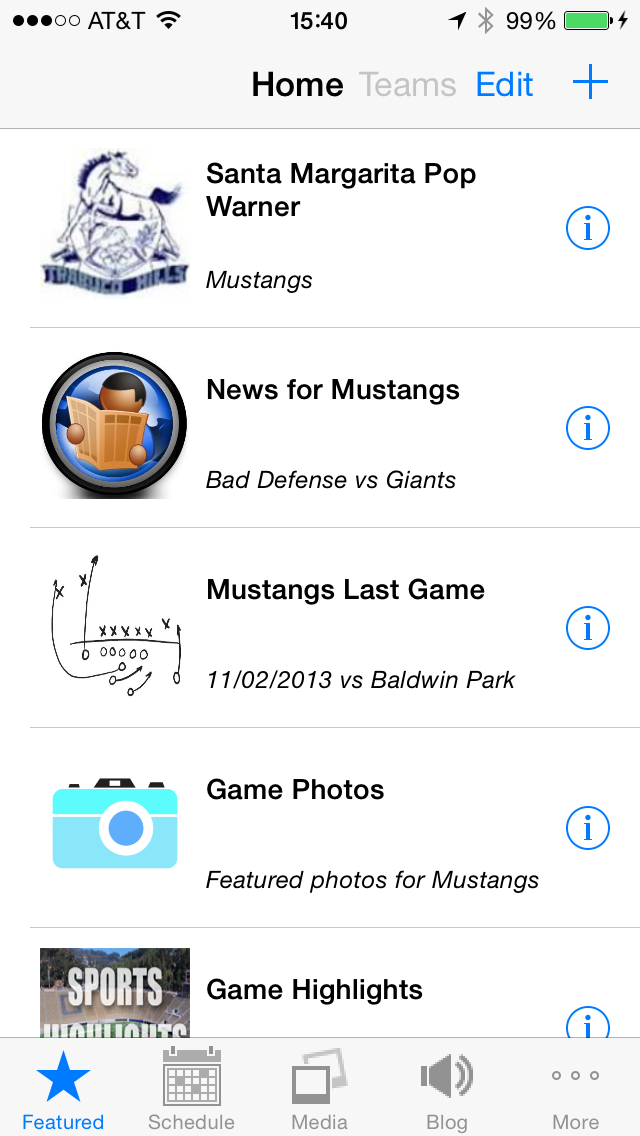 AT&T 15:40 99%
Home Teams Edit
Santa Margarita Pop
Warner
TRABUCO HILLS
Mustangs
News for Mustangs
Bad Defense vs Giants
Mustangs Last Game
11/02/2013 vs Baldwin Park
Game Photos
Featured photos for Mustangs
SPORTS
HIGHLIGHTS
Game Highlights
Featured Schedule Media Blog More